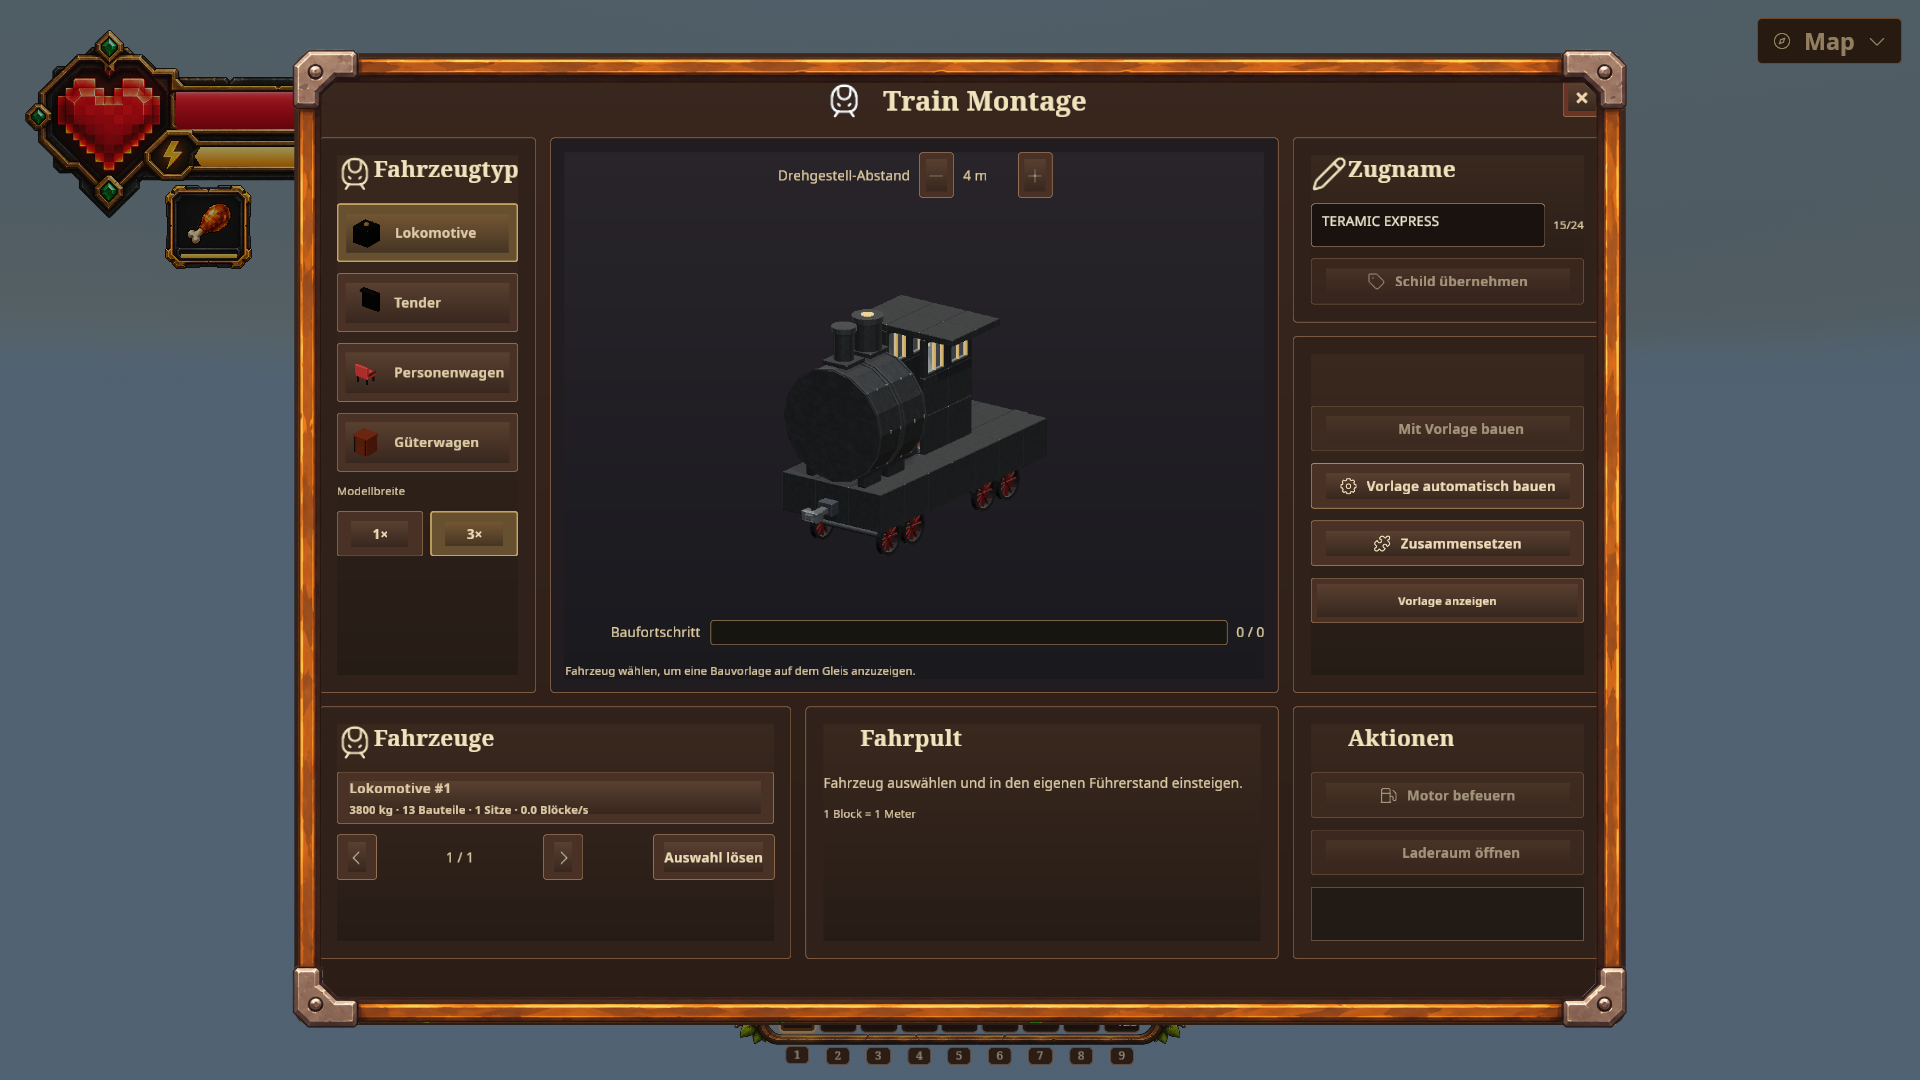 Map
Train Montage
Fahrzeugtyp
Lokomotive
Tender
Personenwagen
Güterwagen
Modellbreite
1×
3×
Drehgestell-Abstand
4 m
Baufortschritt
0 / 0
Fahrzeug wählen, um eine Bauvorlage auf dem Gleis anzuzeigen.
Zugname
TERAMIC EXPRESS
15/24
Schild übernehmen
Mit Vorlage bauen
Vorlage automatisch bauen
Zusammensetzen
Vorlage anzeigen
Fahrzeuge
Lokomotive #1
3800 kg · 13 Bauteile · 1 Sitze · 0.0 Blöcke/s
1 / 1
Auswahl lösen
Fahrpult
Fahrzeug auswählen und in den eigenen Führerstand einsteigen.
1 Block = 1 Meter
Aktionen
Motor befeuern
Laderaum öffnen
1 2 3 4 5 6 7 8 9